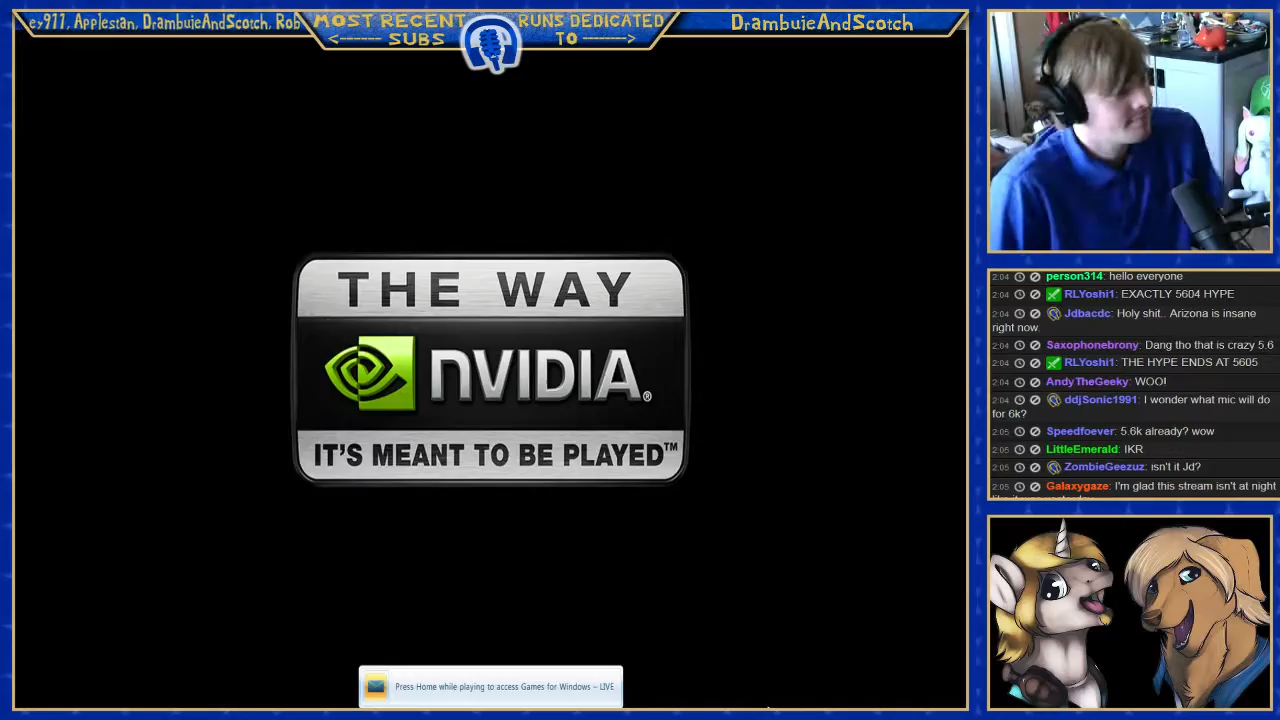 ey911, Applestan, DrambuieAndScotch, Rob
MOST RECENT
<------ SUBS
RUNS DEDICATED
TO ------->
DrambuieAndScotch
THE WAY
NVIDIA®
IT'S MEANT TO BE PLAYED™
Press Home while playing to access Games for Windows – LIVE
2:04 person314: hello everyone
2:04 RLYoshi1: EXACTLY 5604 HYPE
2:04 Jdbacdc: Holy shit.. Arizona is insane
right now.
2:04 Saxophonebrony: Dang tho that is crazy 5.6
2:04 RLYoshi1: THE HYPE ENDS AT 5605
2:04 AndyTheGeeky: WOO!
2:04 ddjSonic1991: I wonder what mic will do
for 6k?
2:05 Speedfoever: 5.6k already? wow
2:05 LittleEmerald: IKR
2:05 ZombieGeezuz: isn't it Jd?
2:05 Galaxygaze: I'm glad this stream isn't at night